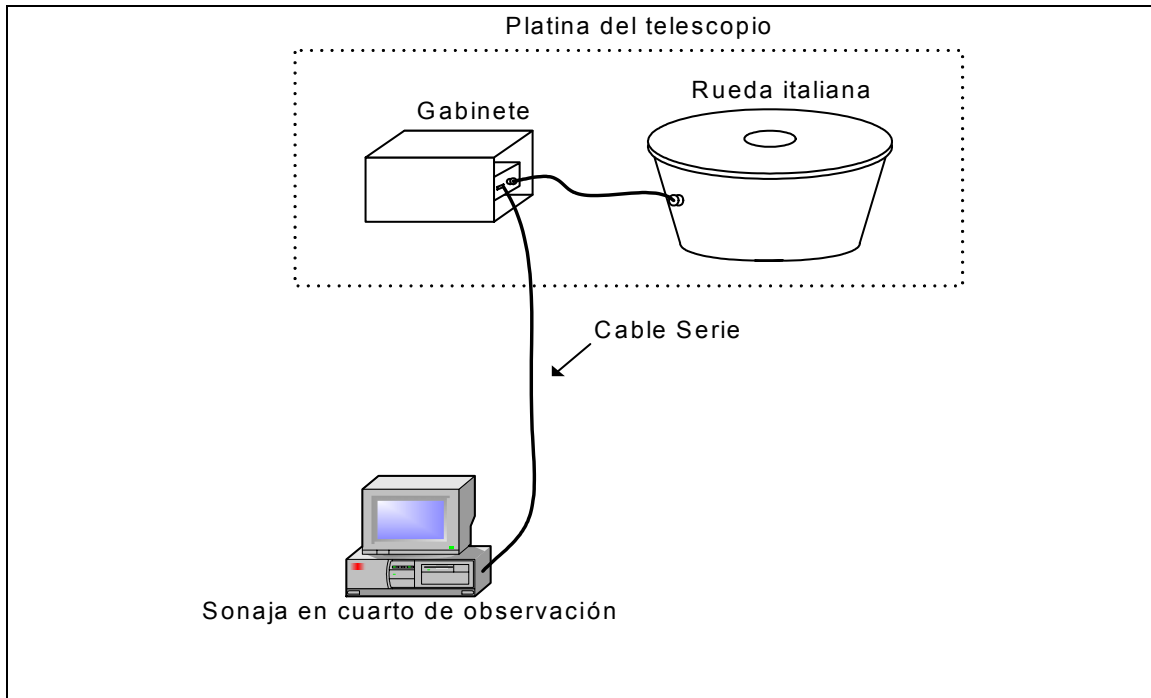 Platina del telescopio
Rueda italiana
Gabinete
Cable Serie
Sonaja en cuarto de observación